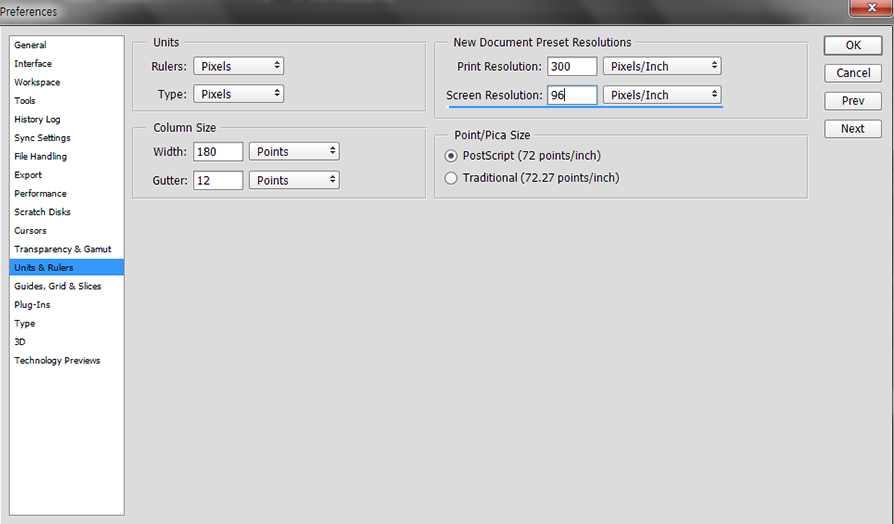 Preferences
General
Interface
Workspace
Tools
History Log
Sync Settings
File Handling
Export
Performance
Scratch Disks
Cursors
Transparency & Gamut
Units & Rulers
Guides, Grid & Slices
Plug-Ins
Type
3D
Technology Previews
Units
Rulers: Pixels
Type: Pixels
Column Size
Width: 180 Points
Gutter: 12 Points
New Document Preset Resolutions
Print Resolution: 300 Pixels/Inch
Screen Resolution: 96 Pixels/Inch
Point/Pica Size
PostScript (72 points/inch)
Traditional (72.27 points/inch)
OK
Cancel
Prev
Next